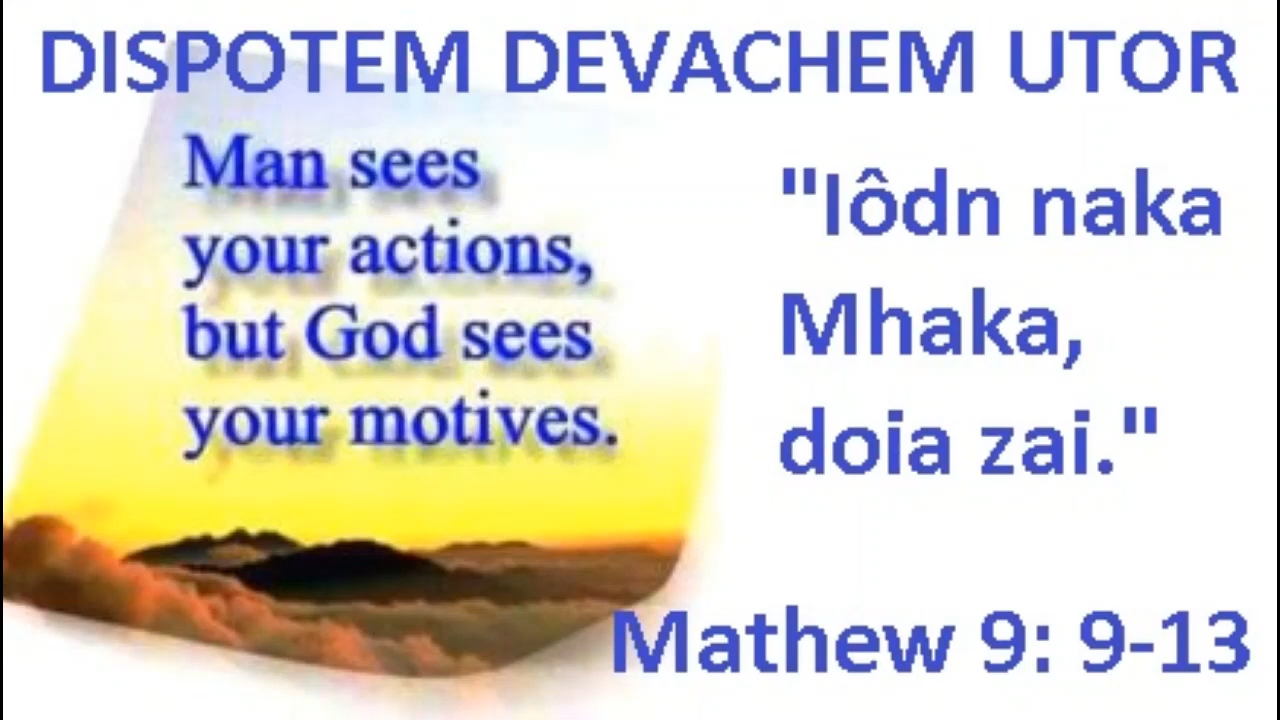 DISPOTEM DEVACHEM UTOR
Man sees
your actions,
but God sees
your motives.
"Iôdn naka
Mhaka,
doia zai."
Mathew 9: 9-13